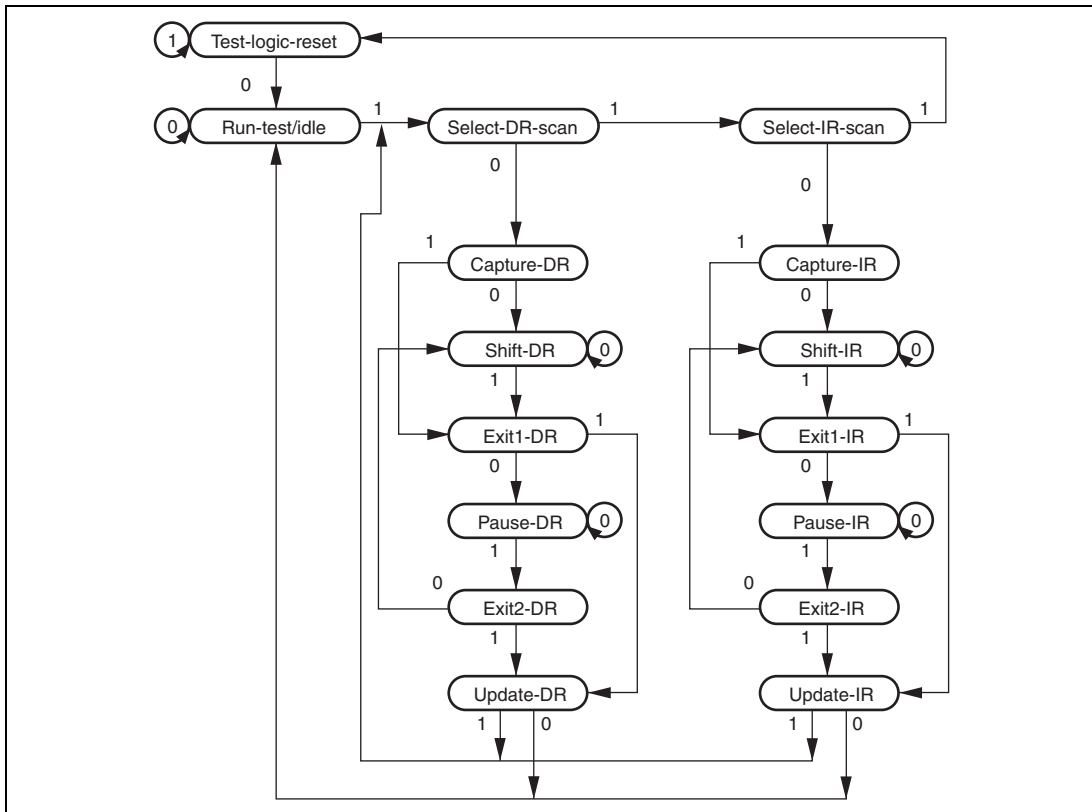 1
Test-logic-reset
0
0
Run-test/idle
1
Select-DR-scan
1
Select-IR-scan
1
0
0
1
Capture-DR
0
1
Capture-IR
0
Shift-DR
0
1
Shift-IR
0
1
Exit1-DR
1
0
Exit1-IR
1
0
Pause-DR
0
1
Pause-IR
0
1
0
Exit2-DR
1
0
Exit2-IR
1
Update-DR
1
0
Update-IR
1
0